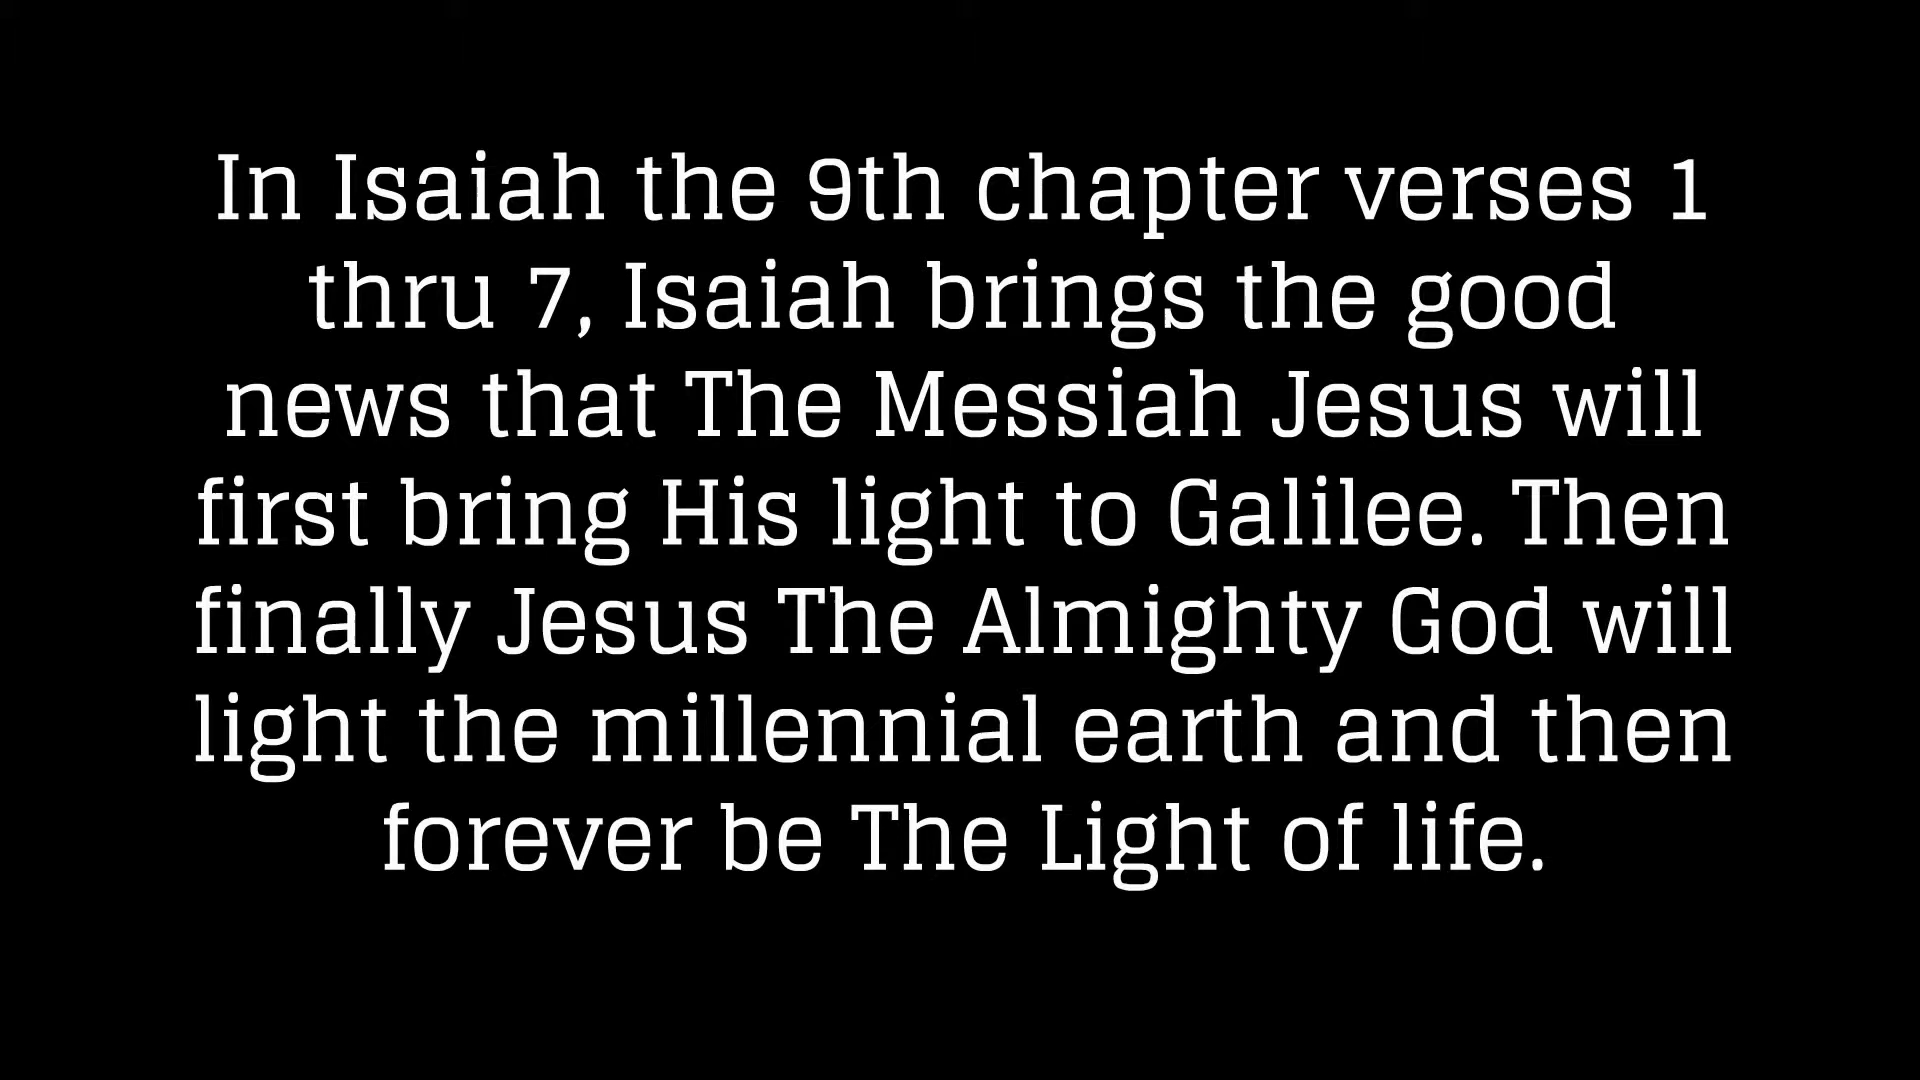 In Isaiah the 9th chapter verses 1
thru 7, Isaiah brings the good
news that The Messiah Jesus will
first bring His light to Galilee. Then
finally Jesus The Almighty God will
light the millennial earth and then
forever be The Light of life.